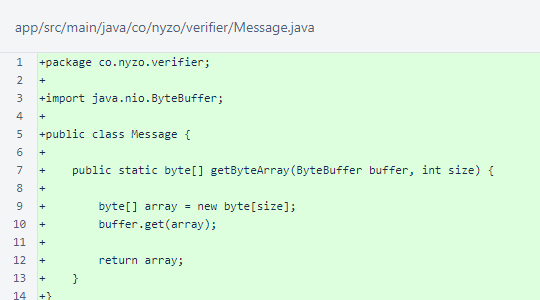 app/src/main/java/co/nyzo/verifier/Message.java
1 +package co.nyzo.verifier;
2 +
3 +import java.nio.ByteBuffer;
4 +
5 +public class Message {
6 +
7 +    public static byte[] getByteArray(ByteBuffer buffer, int size) {
8 +
9 +        byte[] array = new byte[size];
10 +        buffer.get(array);
11 +
12 +        return array;
13 +    }
14 +}